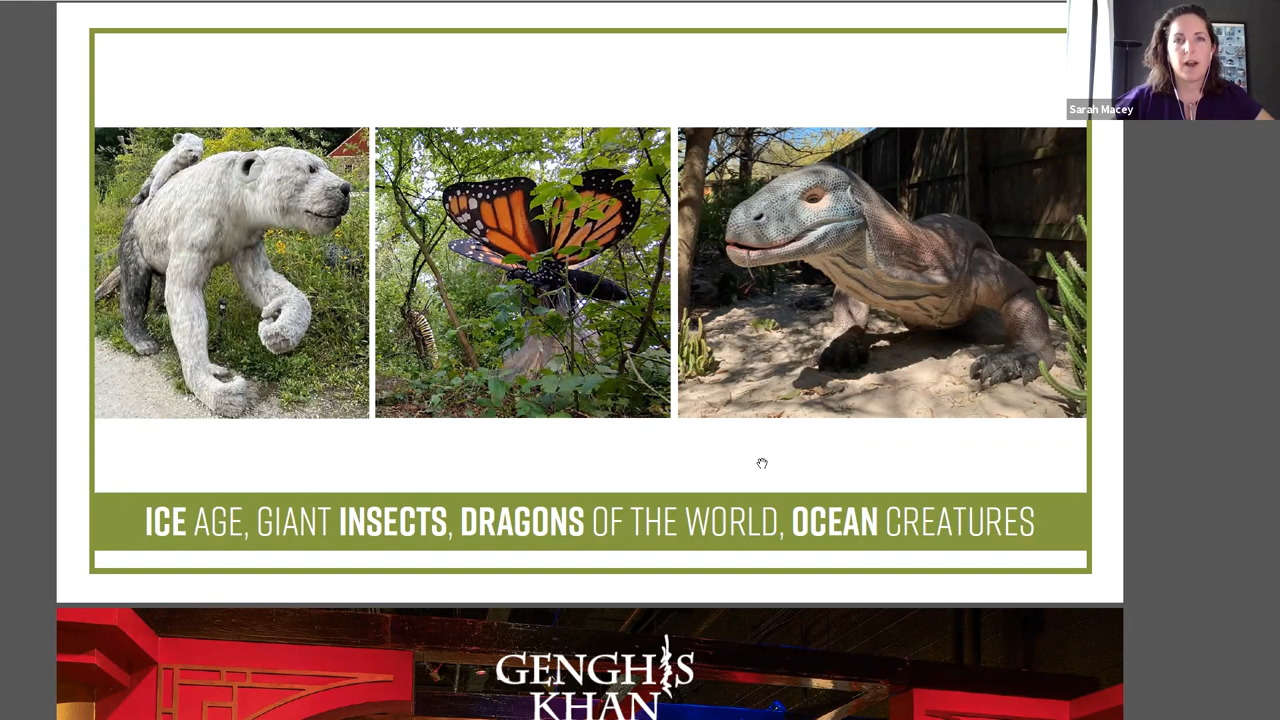 Sarah Macey
ICE AGE, GIANT INSECTS, DRAGONS OF THE WORLD, OCEAN CREATURES
GENGHIS
KHAN